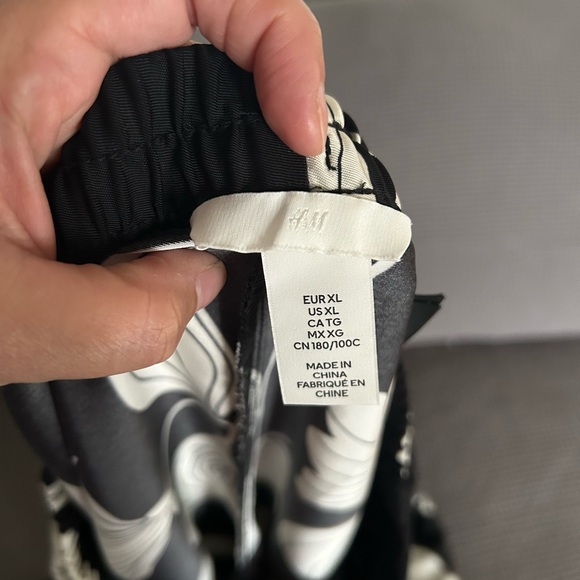 H&M
EUR XL
US XL
CA TG
MX XG
CN 180/100C
MADE IN
CHINA
FABRIQUÉ EN
CHINE